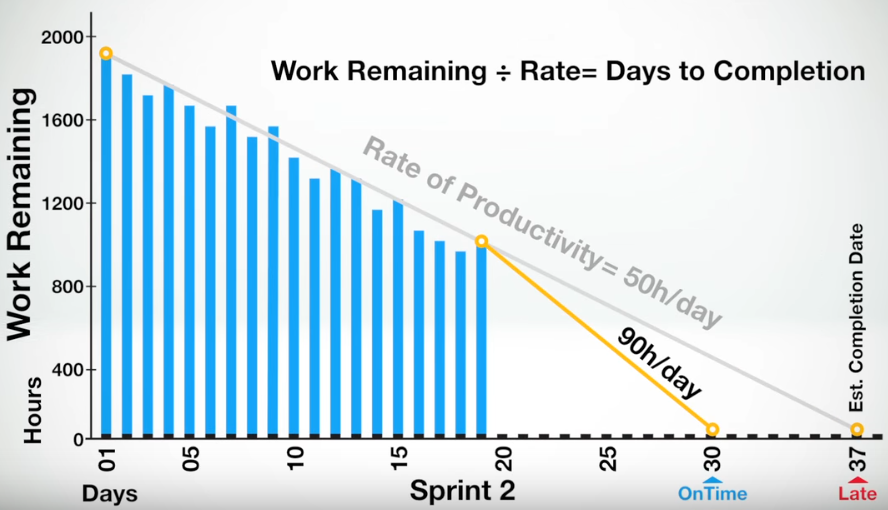 Work Remaining ÷ Rate= Days to Completion
Work Remaining
Hours
2000
1600
1200
800
400
0
Rate of Productivity= 50h/day
90h/day
Est. Completion Date
01
05
10
15
20
25
30
37
Days
Sprint 2
OnTime
Late